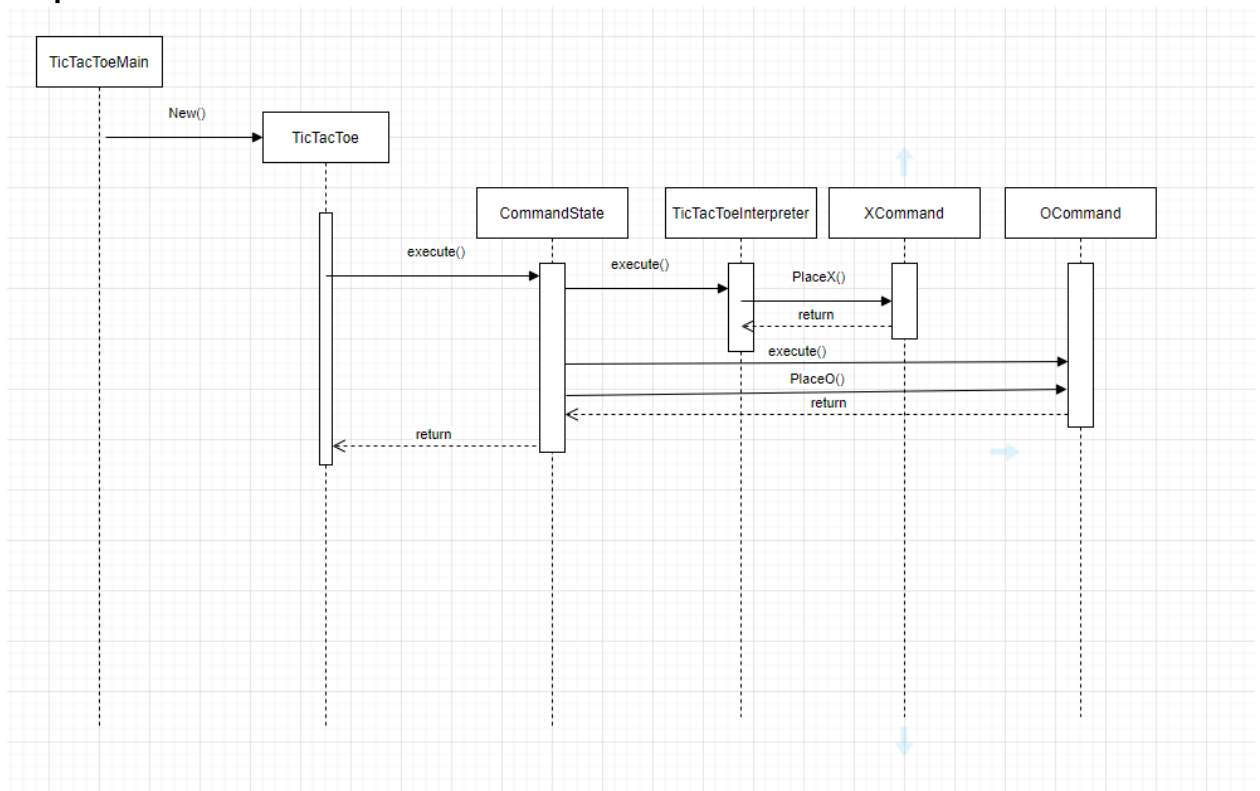 TicTacToeMain
New()
TicTacToe
CommandState
TicTacToeInterpreter
XCommand
OCommand
execute()
execute()
PlaceX()
return
execute()
PlaceO()
return
return